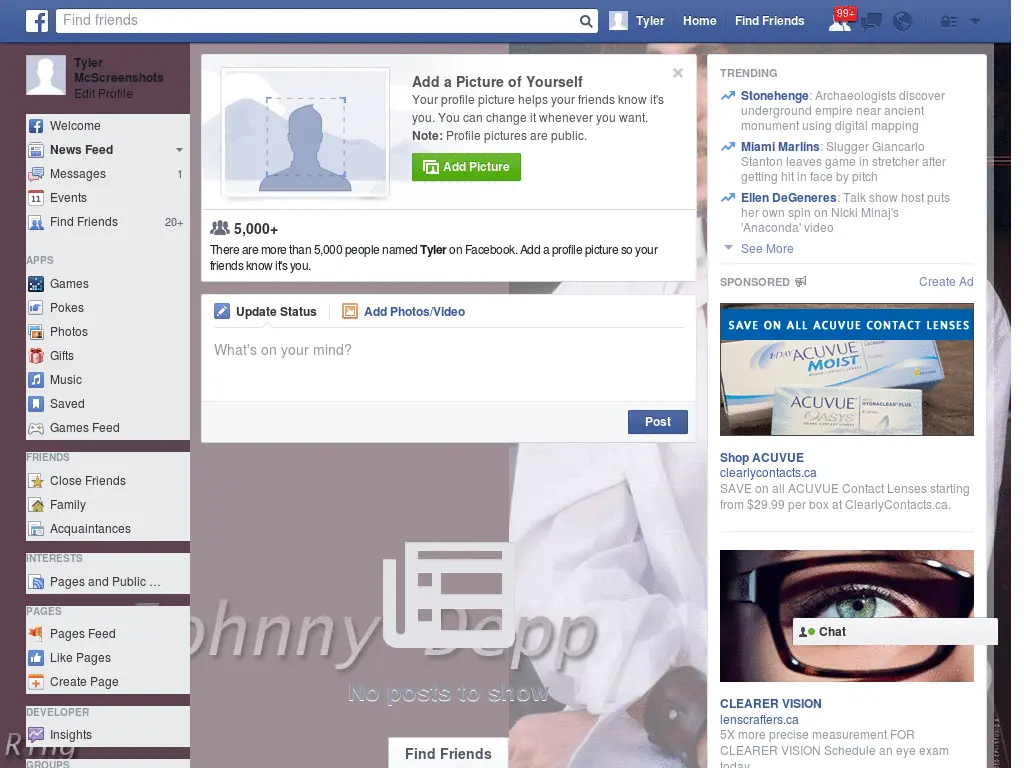 Find friends
Tyler
Home
Find Friends
99+
Tyler
McScreenshots
Edit Profile
Welcome
News Feed
Messages 1
Events
Find Friends 20+
APPS
Games
Pokes
Photos
Gifts
Music
Saved
Games Feed
FRIENDS
Close Friends
Family
Acquaintances
INTERESTS
Pages and Public ...
PAGES
Pages Feed
Like Pages
Create Page
DEVELOPER
Insights
GROUPS
Add a Picture of Yourself
Your profile picture helps your friends know it's
you. You can change it whenever you want.
Note: Profile pictures are public.
Add Picture
5,000+
There are more than 5,000 people named Tyler on Facebook. Add a profile picture so your
friends know it's you.
Update Status
Add Photos/Video
What's on your mind?
Post
Johnny Depp
No posts to show
Find Friends
TRENDING
Stonehenge: Archaeologists discover
underground empire near ancient
monument using digital mapping
Miami Marlins: Slugger Giancarlo
Stanton leaves game in stretcher after
getting hit in face by pitch
Ellen DeGeneres: Talk show host puts
her own spin on Nicki Minaj's
'Anaconda' video
See More
SPONSORED
Create Ad
SAVE ON ALL ACUVUE CONTACT LENSES
1-DAY ACUVUE
MOIST
ACUVUE
OASYS
WITH HYDRACLEAR PLUS
Shop ACUVUE
clearlycontacts.ca
SAVE on all ACUVUE Contact Lenses starting
from $29.99 per box at ClearlyContacts.ca.
Chat
CLEARER VISION
lenscrafters.ca
5X more precise measurement FOR
CLEARER VISION Schedule an eye exam
today